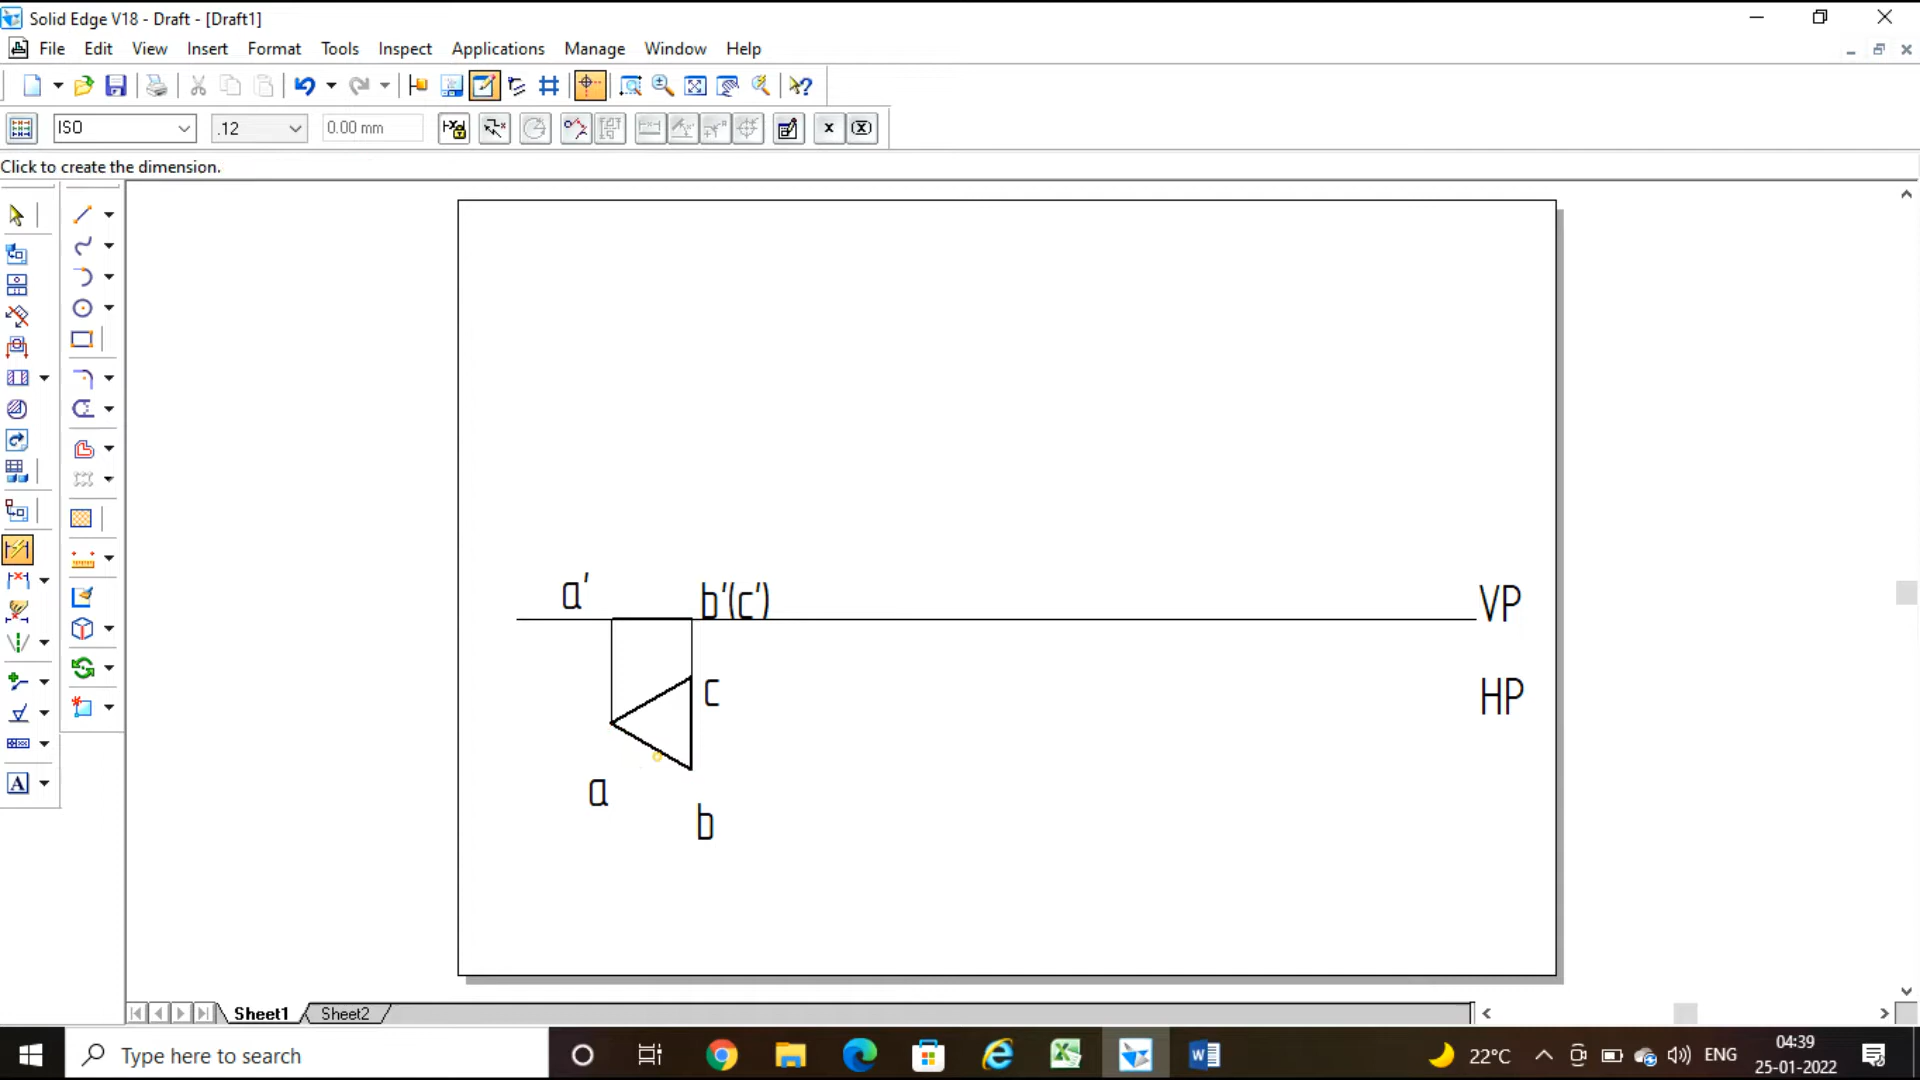 Solid Edge V18 - Draft - [Draft1]
File Edit View Insert Format Tools Inspect Applications Manage Window Help
ISO .12 0.00 mm
Click to create the dimension.
a' b'(c') VP
c HP
a
b
Sheet1 Sheet2
Type here to search
22°C ENG 04:39
25-01-2022